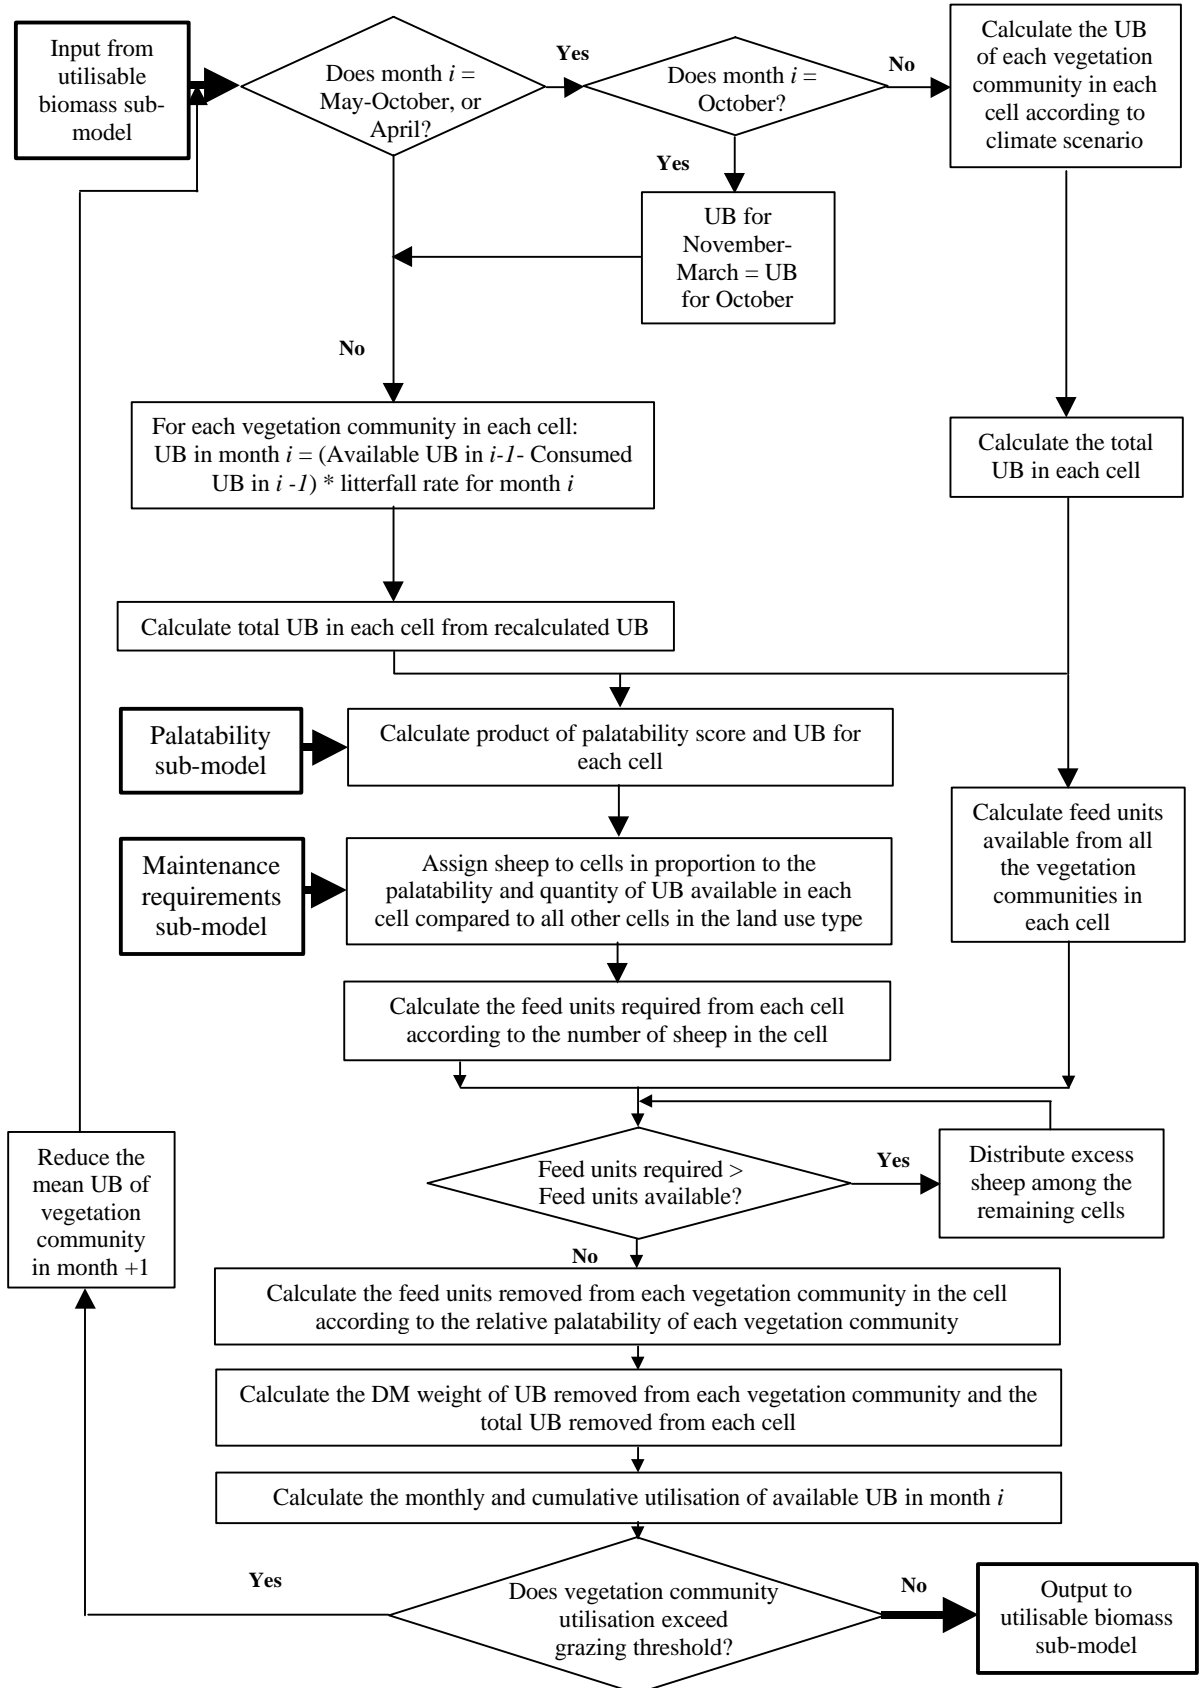 Input from
utilisable
biomass sub-
model
Does month i =
May-October, or
April?
Yes
Does month i =
October?
No
Calculate the UB
of each vegetation
community in each
cell according to
climate scenario
Yes
UB for
November-
March = UB
for October
No
For each vegetation community in each cell:
UB in month i = (Available UB in i-1- Consumed
UB in i -1) * litterfall rate for month i
Calculate the total
UB in each cell
Calculate total UB in each cell from recalculated UB
Palatability
sub-model
Calculate product of palatability score and UB for
each cell
Maintenance
requirements
sub-model
Assign sheep to cells in proportion to the
palatability and quantity of UB available in each
cell compared to all other cells in the land use type
Calculate feed units
available from all
the vegetation
communities in
each cell
Calculate the feed units required from each cell
according to the number of sheep in the cell
Feed units required >
Feed units available?
Yes
Distribute excess
sheep among the
remaining cells
Reduce the
mean UB of
vegetation
community
in month +1
No
Calculate the feed units removed from each vegetation community in the cell
according to the relative palatability of each vegetation community
Calculate the DM weight of UB removed from each vegetation community and the
total UB removed from each cell
Calculate the monthly and cumulative utilisation of available UB in month i
Yes
Does vegetation community
utilisation exceed
grazing threshold?
No
Output to
utilisable biomass
sub-model